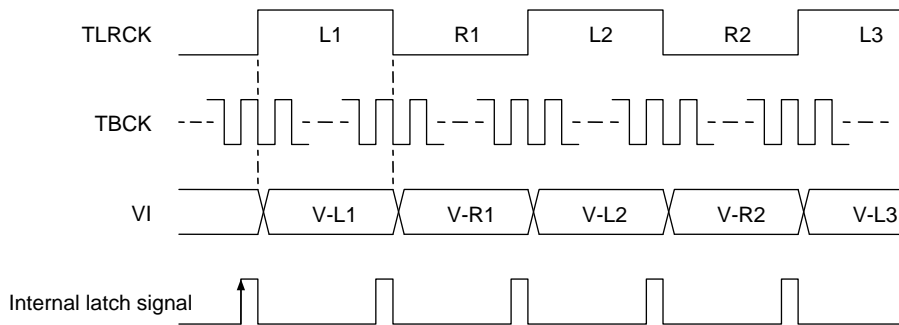 TLRCK L1 R1 L2 R2 L3
TBCK
VI V-L1 V-R1 V-L2 V-R2 V-L3
Internal latch signal